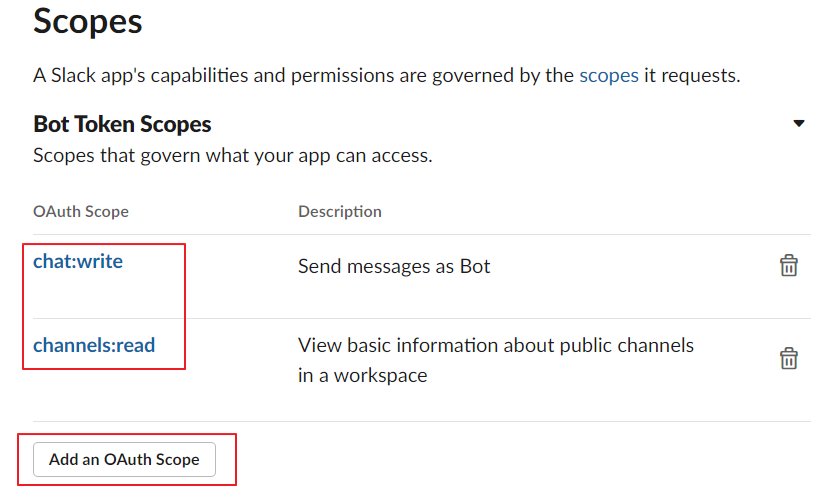 Scopes
A Slack app's capabilities and permissions are governed by the scopes it requests.
Bot Token Scopes
Scopes that govern what your app can access.
OAuth Scope Description
chat:write Send messages as Bot
channels:read View basic information about public channels
in a workspace
Add an OAuth Scope